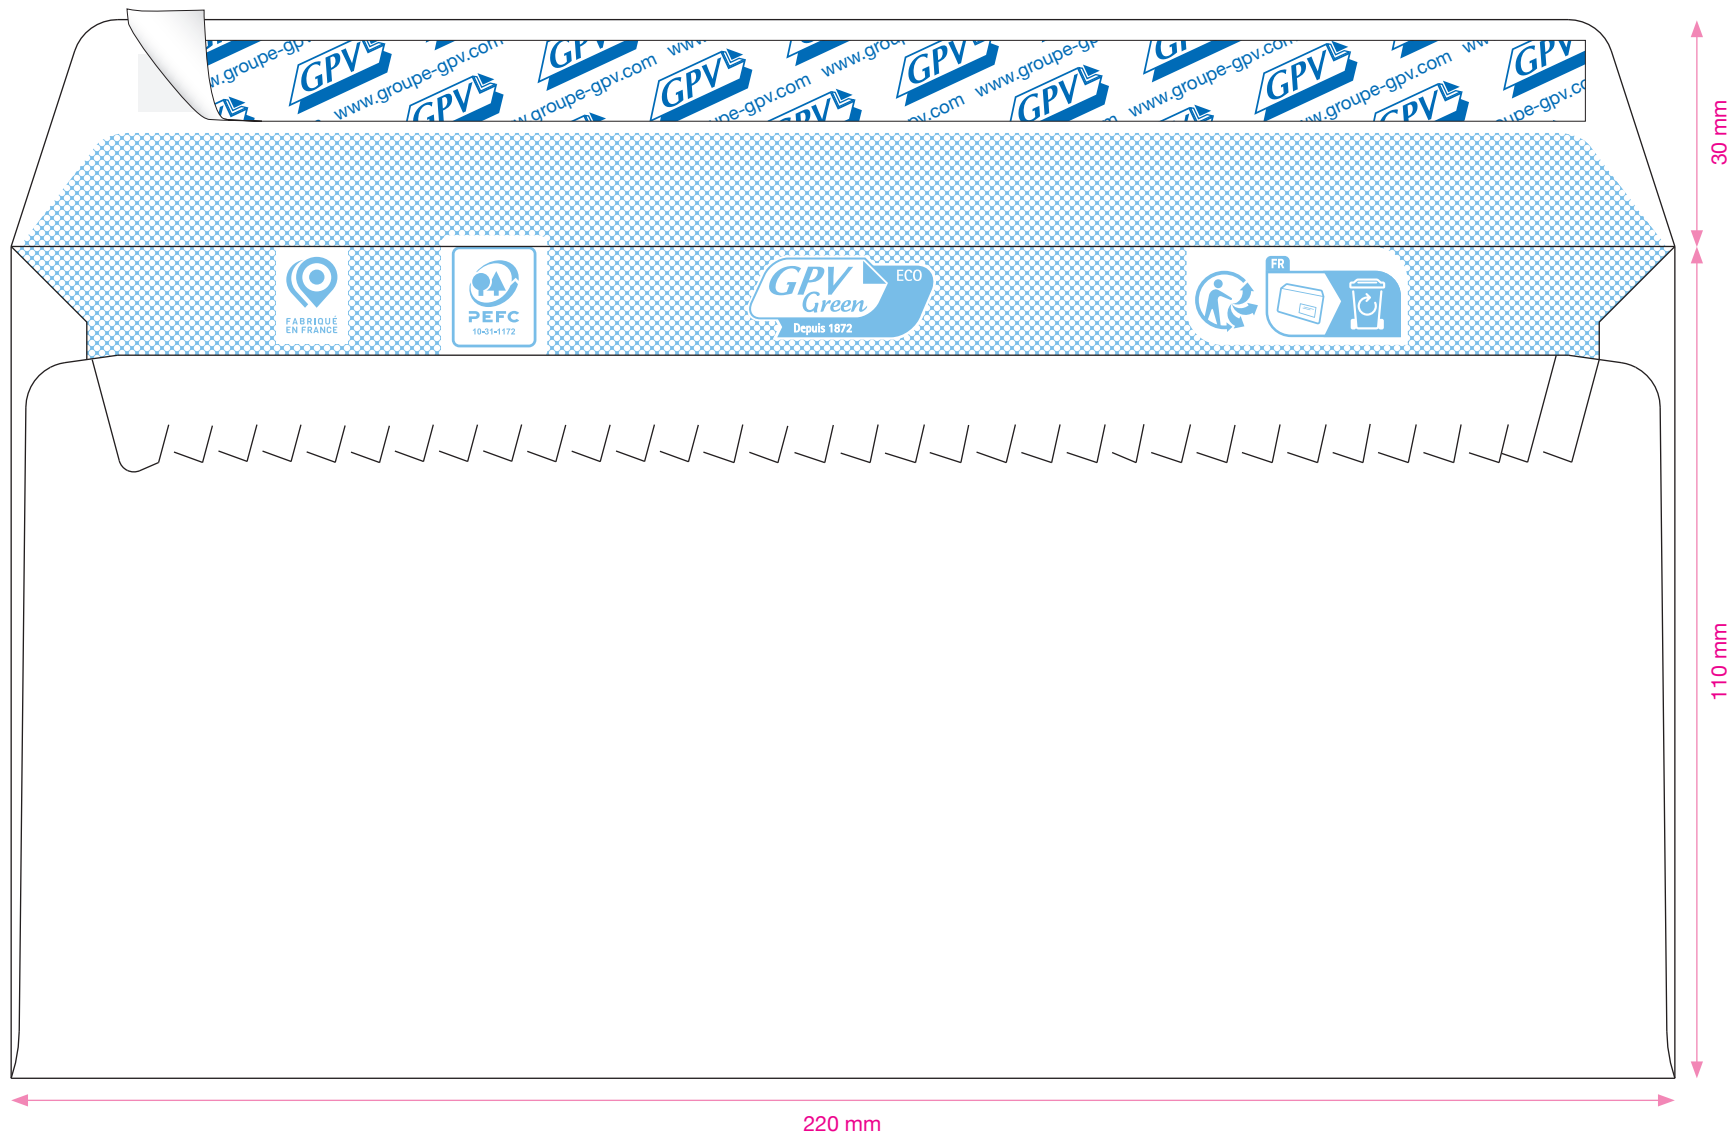 www.groupe-gpv.com
GPV
30 mm
FABRIQUÉ
EN FRANCE
PEFC
10-31-1172
GPV
Green
ECO
Depuis 1872
FR
110 mm
220 mm